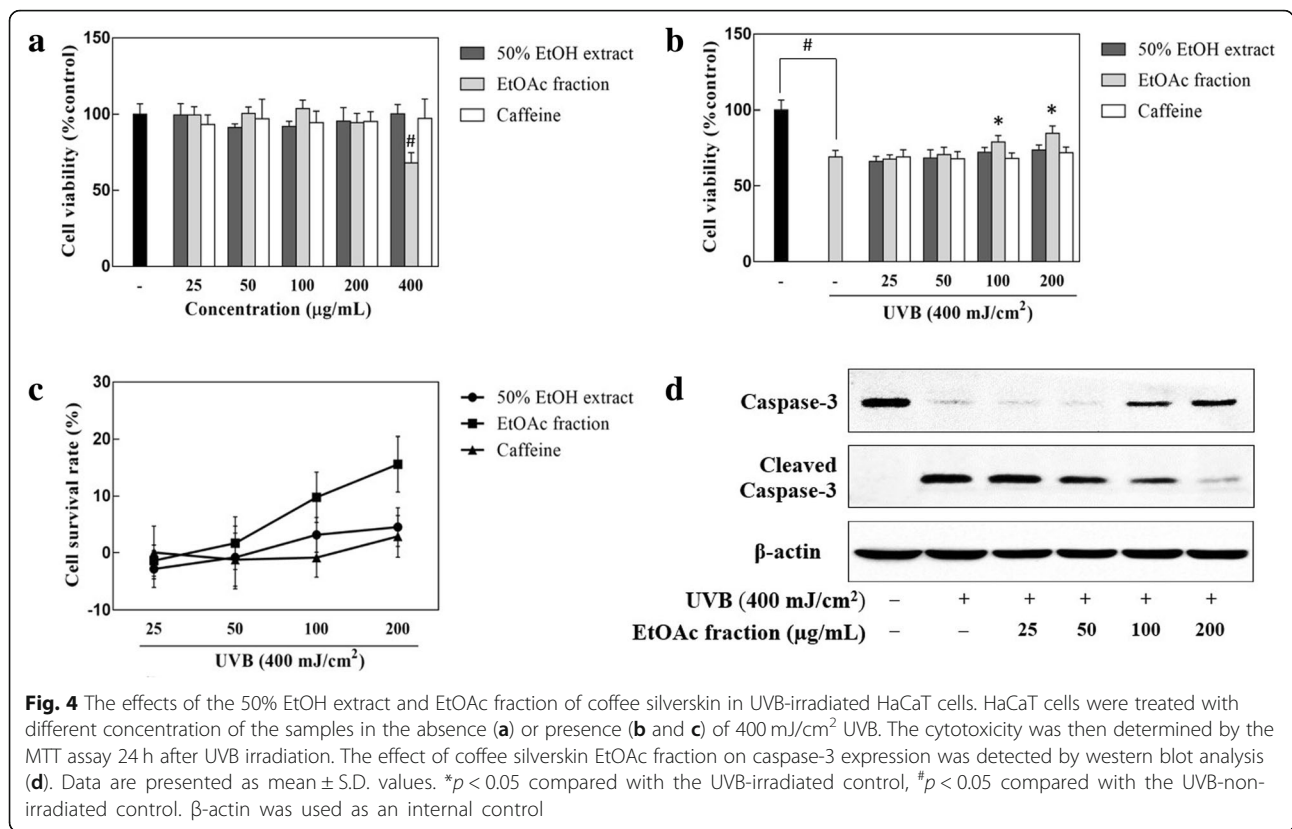 a
150
100
50
0
Cell viability (%control)
#
- 25 50 100 200 400
Concentration (μg/mL)
50% EtOH extract
EtOAc fraction
Caffeine
b
150
100
50
0
Cell viability (%control)
#
* *
- - 25 50 100 200
UVB (400 mJ/cm²)
50% EtOH extract
EtOAc fraction
Caffeine
c
30
20
10
0
-10
Cell survival rate (%)
25 50 100 200
UVB (400 mJ/cm²)
50% EtOH extract
EtOAc fraction
Caffeine
d
Caspase-3
Cleaved
Caspase-3
β-actin
UVB (400 mJ/cm²) – + + + + +
EtOAc fraction (μg/mL) – – 25 50 100 200
Fig. 4 The effects of the 50% EtOH extract and EtOAc fraction of coffee silverskin in UVB-irradiated HaCaT cells. HaCaT cells were treated with
different concentration of the samples in the absence (a) or presence (b and c) of 400 mJ/cm² UVB. The cytotoxicity was then determined by the
MTT assay 24 h after UVB irradiation. The effect of coffee silverskin EtOAc fraction on caspase-3 expression was detected by western blot analysis
(d). Data are presented as mean ± S.D. values. *p < 0.05 compared with the UVB-irradiated control, #p < 0.05 compared with the UVB-non-
irradiated control. β-actin was used as an internal control